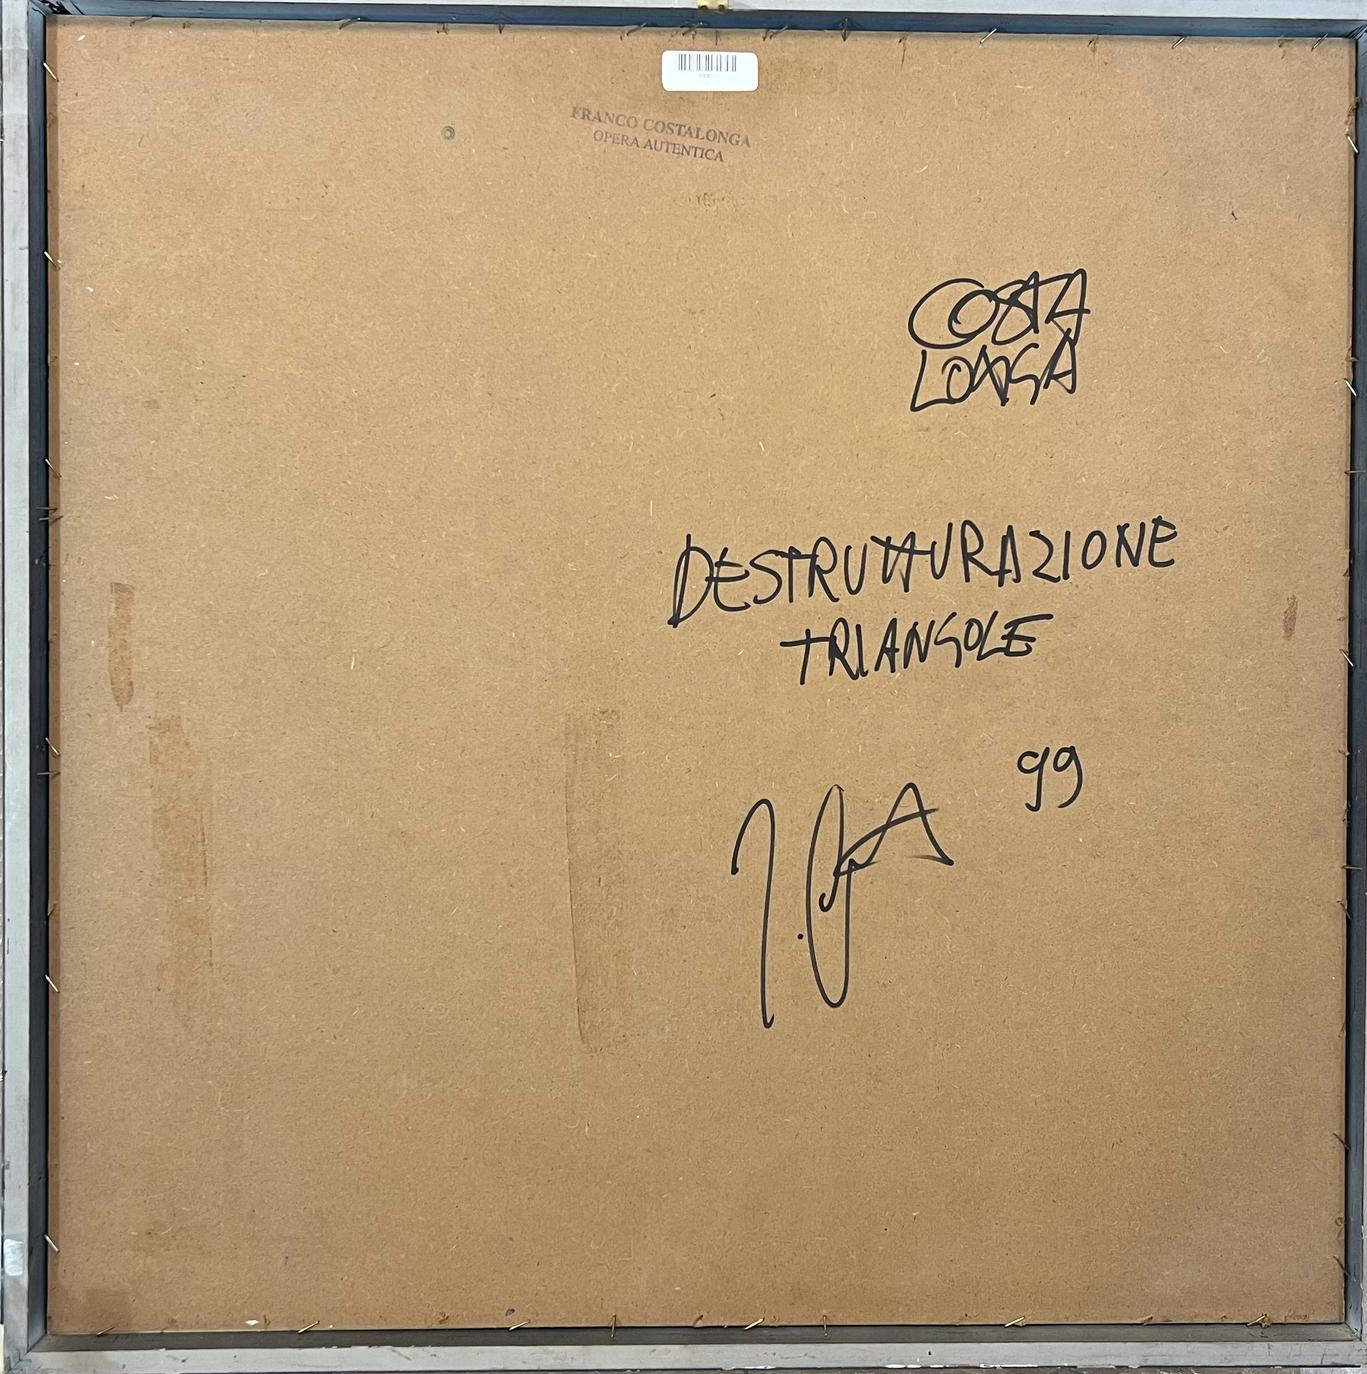 FRANCO COSTALONGA
OPERA AUTENTICA
COSTA
LONGA
DESTRUTTURAZIONE
TRIANGOLE
99